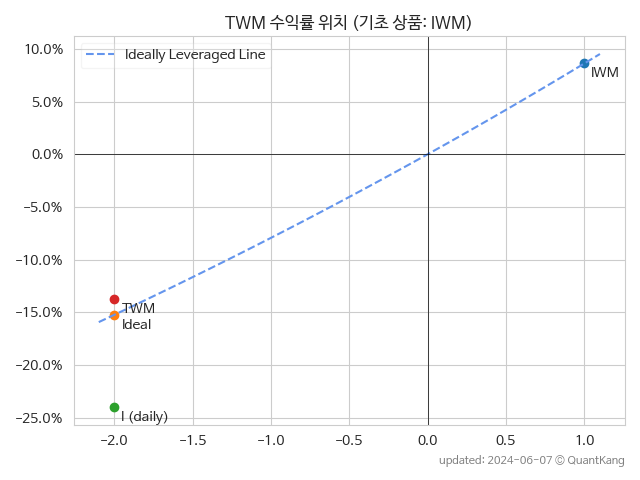 TWM 수익률 위치 (기초 상품: IWM)
Ideally Leveraged Line
10.0%
5.0%
0.0%
−5.0%
−10.0%
−15.0%
−20.0%
−25.0%
IWM
TWM
Ideal
I (daily)
−2.0 −1.5 −1.0 −0.5 0.0 0.5 1.0
updated: 2024-06-07 © QuantKang